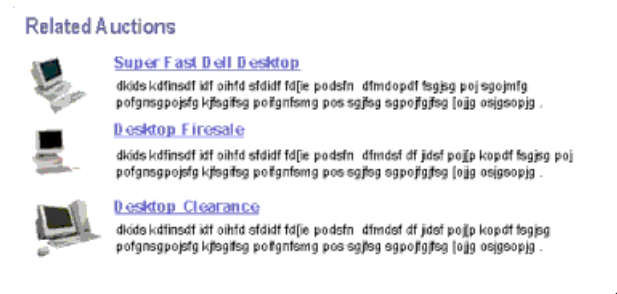 Related Auctions
Super Fast Dell Desktop
dkids kdfinsdf idf oihfd sfdidf fd[ie podsfn dfmdopdf fsgjsg poj sgojmfg
pofgnsgpojsfg kjfsgifsg poifgnfsmg pos sgjfsg sgpojfgjfsg [ojjg osjgsopjg .
Desktop Firesale
dkids kdfinsdf idf oihfd sfdidf fd[ie podsfn dfmdsf df jidsf poj[p kopdf fsgjsg poj
pofgnsgpojsfg kjfsgifsg poifgnfsmg pos sgjfsg sgpojfgjfsg [ojjg osjgsopjg .
Desktop Clearance
dkids kdfinsdf idf oihfd sfdidf fd[ie podsfn dfmdsf df jidsf poj[p kopdf fsgjsg
pofgnsgpojsfg kjfsgifsg poifgnfsmg pos sgjfsg sgpojfgjfsg [ojjg osjgsopjg .